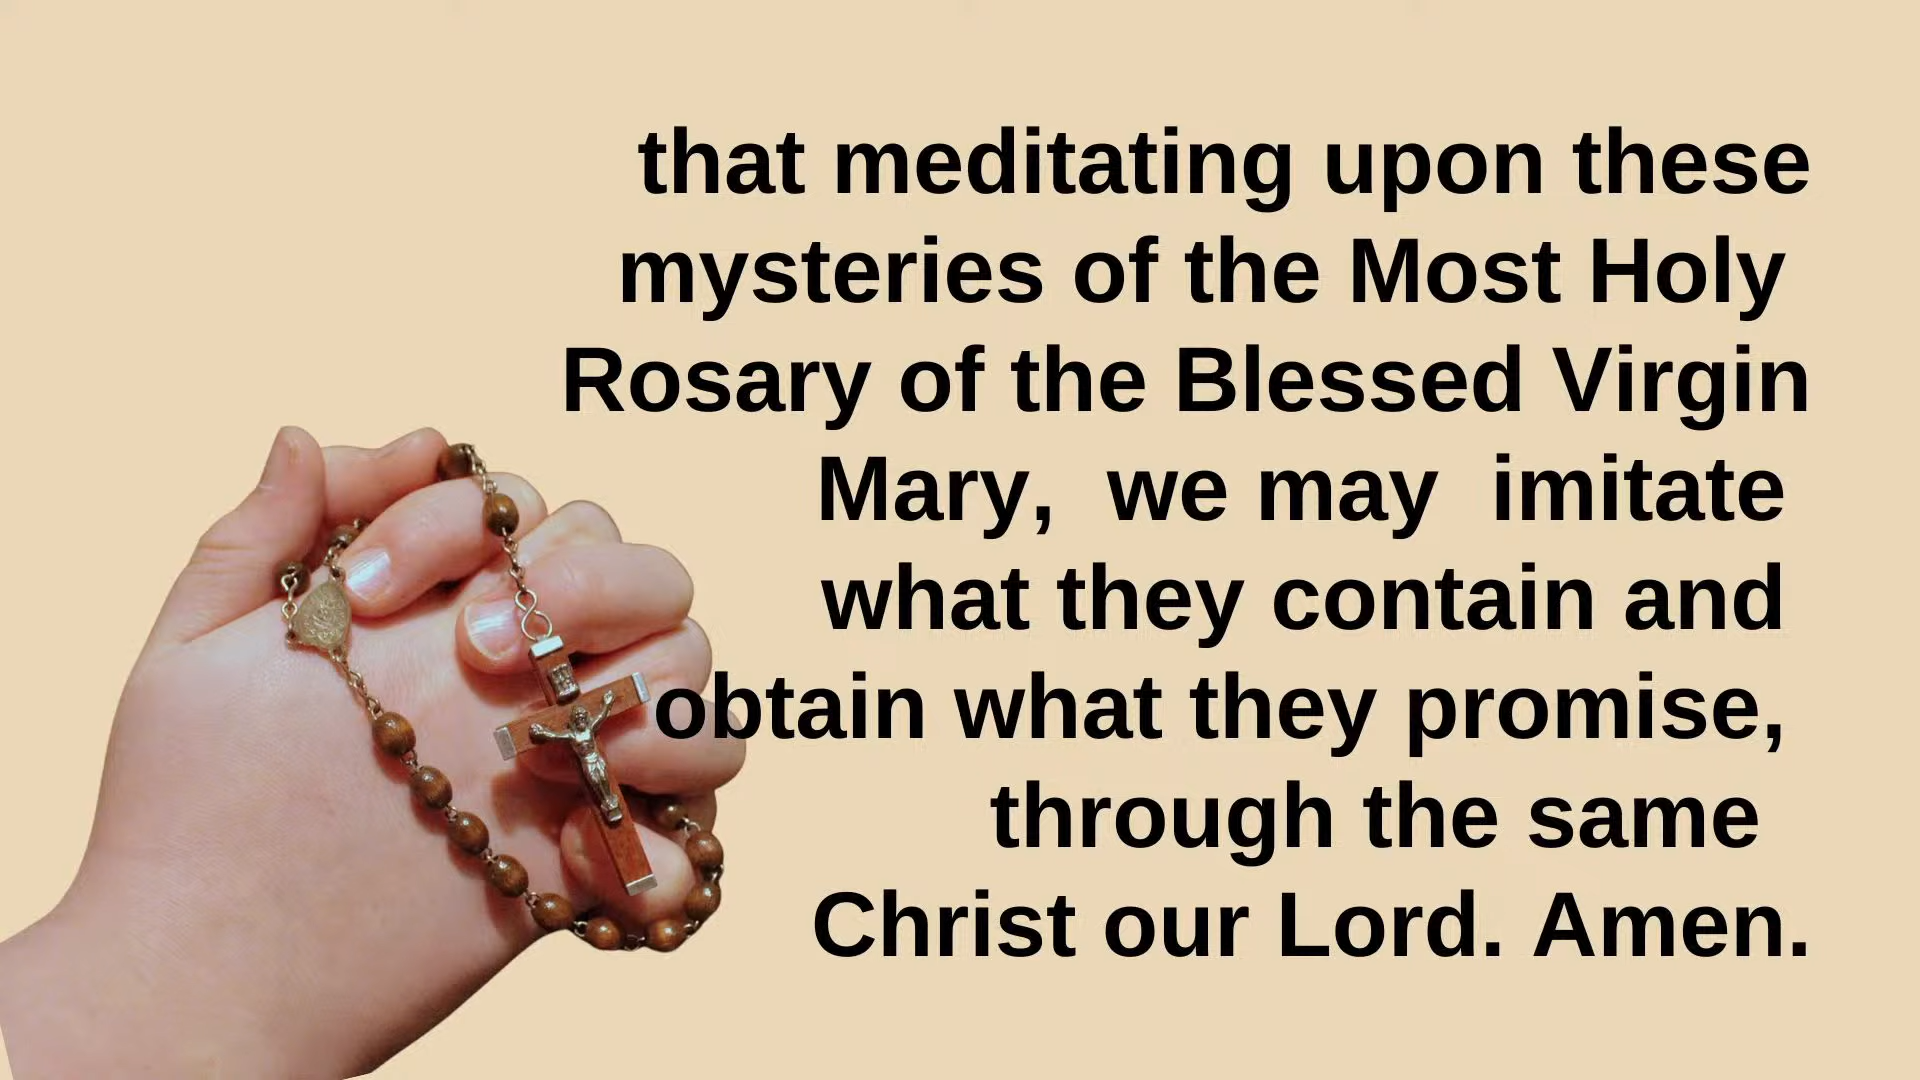 that meditating upon these
mysteries of the Most Holy
Rosary of the Blessed Virgin
Mary,  we may  imitate
what they contain and
obtain what they promise,
through the same
Christ our Lord. Amen.